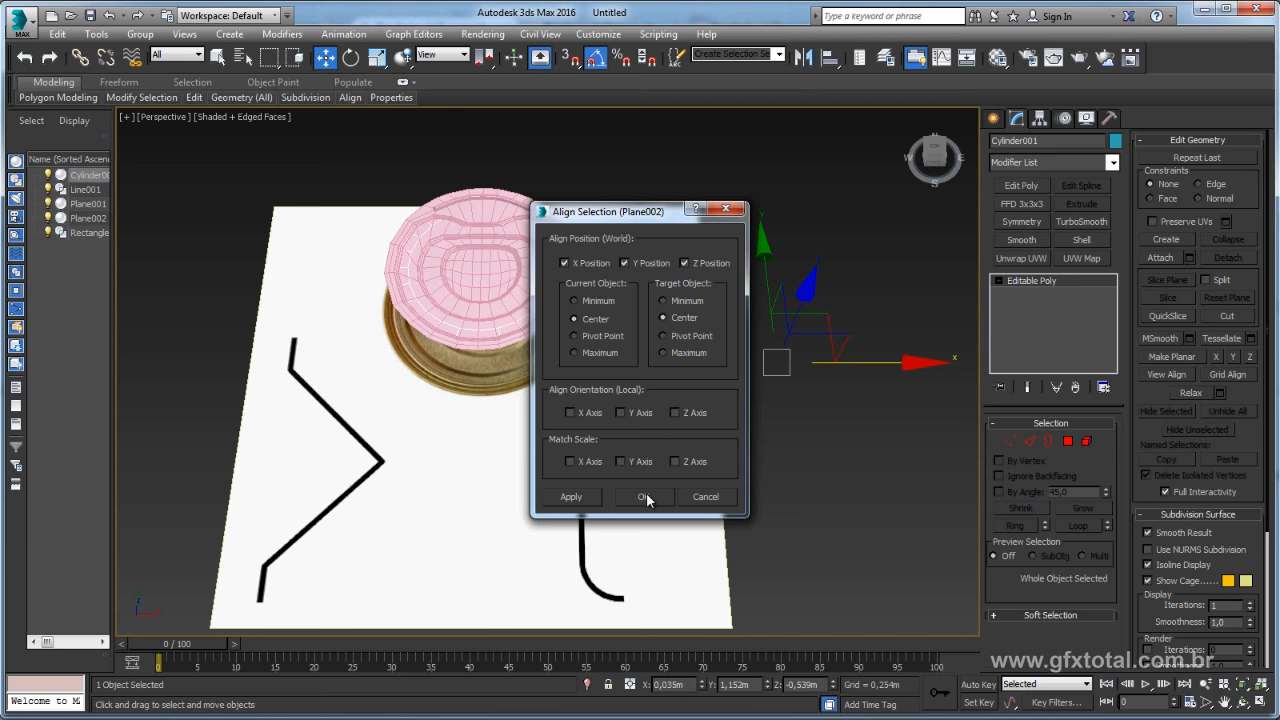 Workspace: Default
Autodesk 3ds Max 2016 Untitled
Type a keyword or phrase
Sign In
MAX
Edit Tools Group Views Create Modifiers Animation Graph Editors Rendering Civil View Customize Scripting Help
All
View
Create Selection Se
Modeling Freeform Selection Object Paint Populate
Polygon Modeling Modify Selection Edit Geometry (All) Subdivision Align Properties
Select Display
Name (Sorted Ascen
Cylinder00
Line001
Plane001
Plane002
Rectangle
[+] [Perspective] [Shaded + Edged Faces]
TOP
N
W
E
S
y
x
Align Selection (Plane002)
Align Position (World):
X Position Y Position Z Position
Current Object: Target Object:
Minimum Minimum
Center Center
Pivot Point Pivot Point
Maximum Maximum
Align Orientation (Local):
X Axis Y Axis Z Axis
Match Scale:
X Axis Y Axis Z Axis
Apply Cancel
Cylinder001
Modifier List
Edit Poly Edit Spline
FFD 3x3x3 Extrude
Symmetry TurboSmooth
Smooth Shell
Unwrap UVW UVW Map
Editable Poly
Selection
By Vertex
Ignore Backfacing
By Angle: 45,0
Shrink Grow
Ring Loop
Preview Selection
Off SubObj Multi
Whole Object Selected
Soft Selection
Edit Geometry
Repeat Last
Constraints
None Edge
Face Normal
Preserve UVs
Create Collapse
Attach Detach
Slice Plane Split
Slice Reset Plane
QuickSlice Cut
MSmooth Tessellate
Make Planar X Y Z
View Align Grid Align
Relax
Hide Selected Unhide All
Hide Unselected
Named Selections:
Copy Paste
Delete Isolated Vertices
Full Interactivity
Subdivision Surface
Smooth Result
Use NURMS Subdivision
Isoline Display
Show Cage......
Display
Iterations: 1
Smoothness: 1,0
Render
Iterations: 0
www.gfxtotal.com.br
0 / 100
0 5 10 15 20 25 30 35 40 45 50 55 60 65 70 75 80 85 90 95 100
1 Object Selected
X: 0,035m Y: 1,152m Z: -0,539m Grid = 0,254m
Auto Key Selected
Welcome to MA
Click and drag to select and move objects
Add Time Tag
Set Key Key Filters... 0